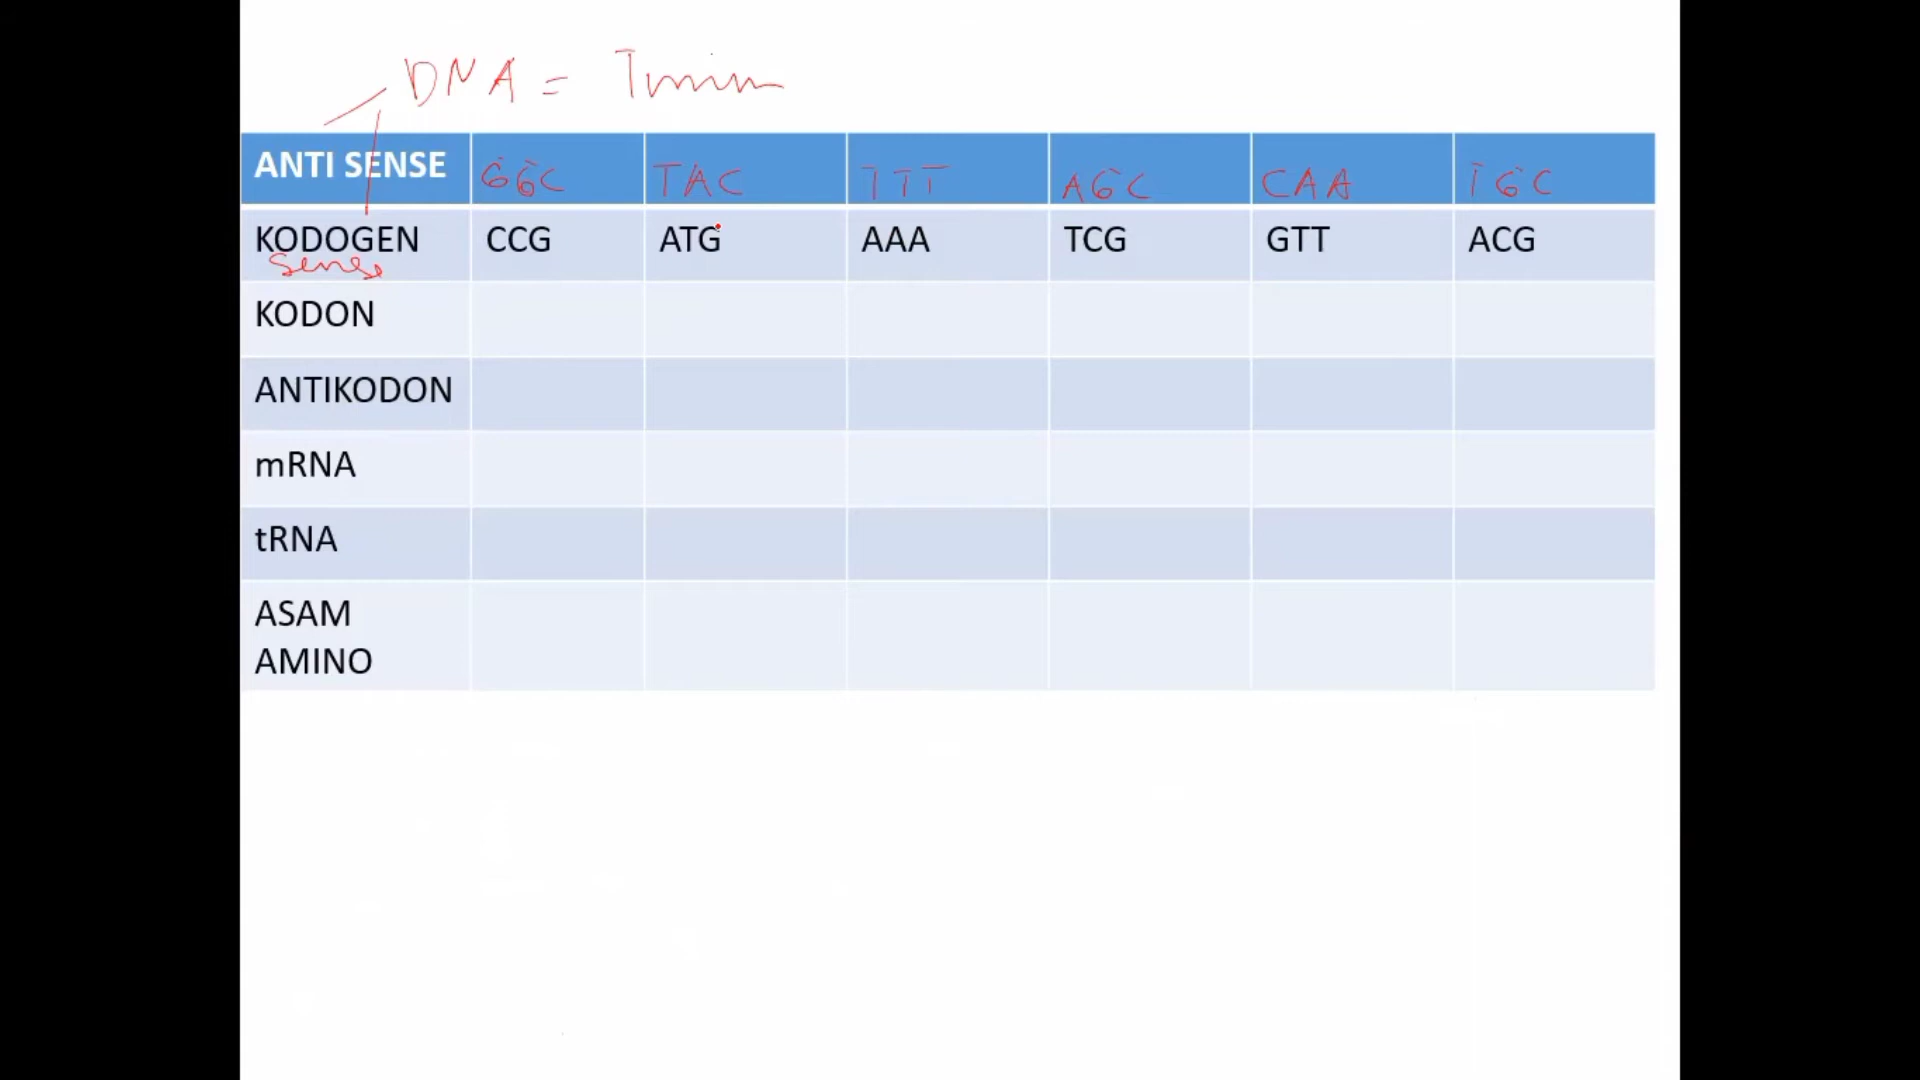 DNA = Timin
ANTI SENSE GGC TAC TTT AGC CAA TGC
KODOGEN CCG ATG AAA TCG GTT ACG
Sense
KODON
ANTIKODON
mRNA
tRNA
ASAM
AMINO